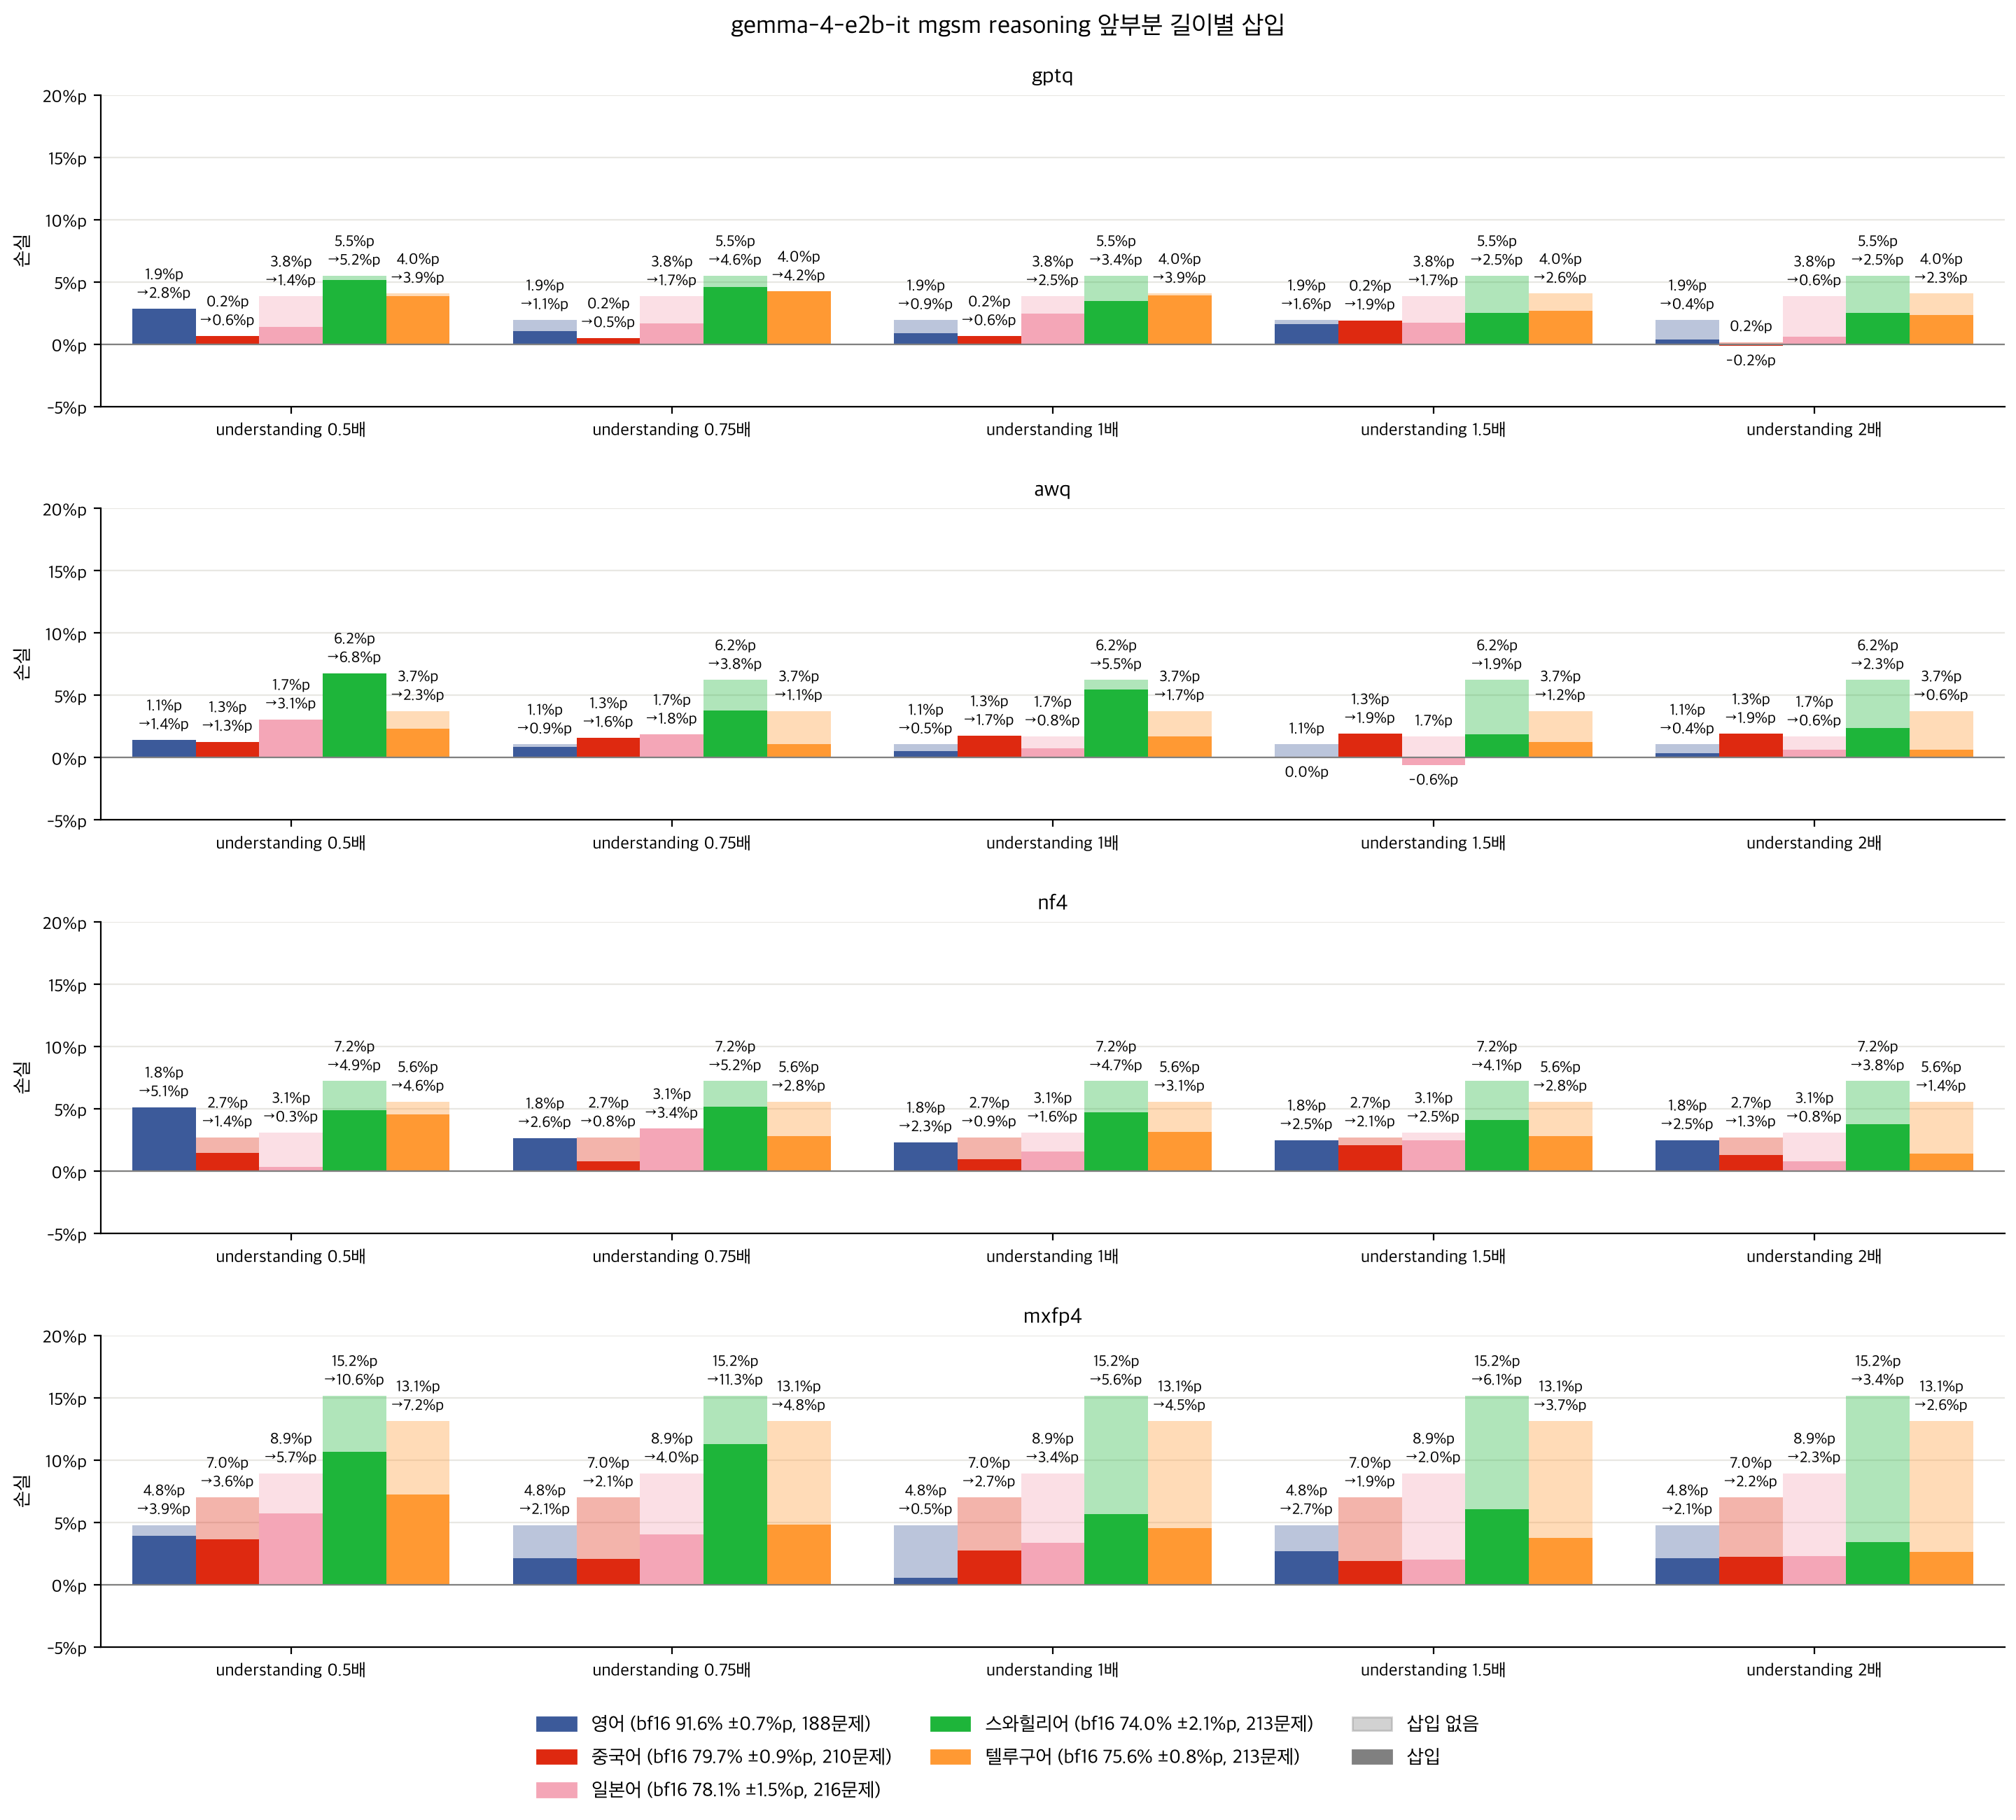 gemma-4-e2b-it mgsm reasoning 앞부분 길이별 삽입
gptq
손실
20%p
15%p
10%p
5%p
0%p
-5%p
1.9%p
→2.8%p
0.2%p
→0.6%p
3.8%p
→1.4%p
5.5%p
→5.2%p
4.0%p
→3.9%p
1.9%p
→1.1%p
0.2%p
→0.5%p
3.8%p
→1.7%p
5.5%p
→4.6%p
4.0%p
→4.2%p
1.9%p
→0.9%p
0.2%p
→0.6%p
3.8%p
→2.5%p
5.5%p
→3.4%p
4.0%p
→3.9%p
1.9%p
→1.6%p
0.2%p
→1.9%p
3.8%p
→1.7%p
5.5%p
→2.5%p
4.0%p
→2.6%p
1.9%p
→0.4%p
0.2%p
-0.2%p
3.8%p
→0.6%p
5.5%p
→2.5%p
4.0%p
→2.3%p
understanding 0.5배
understanding 0.75배
understanding 1배
understanding 1.5배
understanding 2배
awq
손실
20%p
15%p
10%p
5%p
0%p
-5%p
1.1%p
→1.4%p
1.3%p
→1.3%p
1.7%p
→3.1%p
6.2%p
→6.8%p
3.7%p
→2.3%p
1.1%p
→0.9%p
1.3%p
→1.6%p
1.7%p
→1.8%p
6.2%p
→3.8%p
3.7%p
→1.1%p
1.1%p
→0.5%p
1.3%p
→1.7%p
1.7%p
→0.8%p
6.2%p
→5.5%p
3.7%p
→1.7%p
1.1%p
0.0%p
1.3%p
→1.9%p
1.7%p
-0.6%p
6.2%p
→1.9%p
3.7%p
→1.2%p
1.1%p
→0.4%p
1.3%p
→1.9%p
1.7%p
→0.6%p
6.2%p
→2.3%p
3.7%p
→0.6%p
understanding 0.5배
understanding 0.75배
understanding 1배
understanding 1.5배
understanding 2배
nf4
손실
20%p
15%p
10%p
5%p
0%p
-5%p
1.8%p
→5.1%p
2.7%p
→1.4%p
3.1%p
→0.3%p
7.2%p
→4.9%p
5.6%p
→4.6%p
1.8%p
→2.6%p
2.7%p
→0.8%p
3.1%p
→3.4%p
7.2%p
→5.2%p
5.6%p
→2.8%p
1.8%p
→2.3%p
2.7%p
→0.9%p
3.1%p
→1.6%p
7.2%p
→4.7%p
5.6%p
→3.1%p
1.8%p
→2.5%p
2.7%p
→2.1%p
3.1%p
→2.5%p
7.2%p
→4.1%p
5.6%p
→2.8%p
1.8%p
→2.5%p
2.7%p
→1.3%p
3.1%p
→0.8%p
7.2%p
→3.8%p
5.6%p
→1.4%p
understanding 0.5배
understanding 0.75배
understanding 1배
understanding 1.5배
understanding 2배
mxfp4
손실
20%p
15%p
10%p
5%p
0%p
-5%p
4.8%p
→3.9%p
7.0%p
→3.6%p
8.9%p
→5.7%p
15.2%p
→10.6%p
13.1%p
→7.2%p
4.8%p
→2.1%p
7.0%p
→2.1%p
8.9%p
→4.0%p
15.2%p
→11.3%p
13.1%p
→4.8%p
4.8%p
→0.5%p
7.0%p
→2.7%p
8.9%p
→3.4%p
15.2%p
→5.6%p
13.1%p
→4.5%p
4.8%p
→2.7%p
7.0%p
→1.9%p
8.9%p
→2.0%p
15.2%p
→6.1%p
13.1%p
→3.7%p
4.8%p
→2.1%p
7.0%p
→2.2%p
8.9%p
→2.3%p
15.2%p
→3.4%p
13.1%p
→2.6%p
understanding 0.5배
understanding 0.75배
understanding 1배
understanding 1.5배
understanding 2배
영어 (bf16 91.6% ±0.7%p, 188문제)
중국어 (bf16 79.7% ±0.9%p, 210문제)
일본어 (bf16 78.1% ±1.5%p, 216문제)
스와힐리어 (bf16 74.0% ±2.1%p, 213문제)
텔루구어 (bf16 75.6% ±0.8%p, 213문제)
삽입 없음
삽입